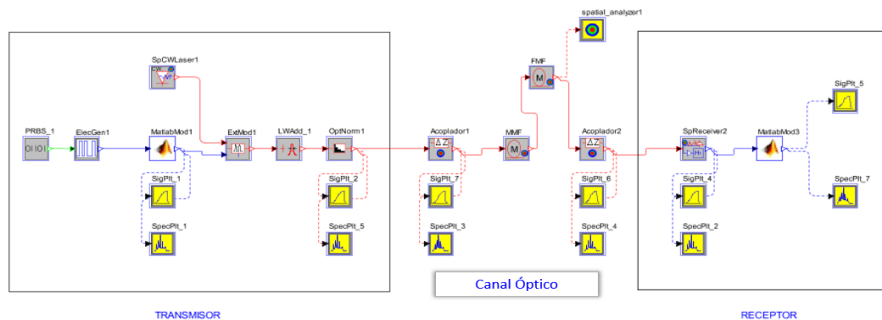 spatial_analyzer1
SpCWLaser1
FMF
SigPlt_5
PRBS_1
ElecGen1
MatlabMod1
ExtMod1
LWAdd_1
OptNorm1
Acoplador1
MMF
Acoplador2
SpReceiver2
MatlabMod3
SigPlt_1
SigPlt_2
SigPlt_7
SigPlt_6
SigPlt_4
SpecPlt_7
SpecPlt_1
SpecPlt_5
SpecPlt_3
SpecPlt_4
SpecPlt_2
Canal Óptico
TRANSMISOR
RECEPTOR